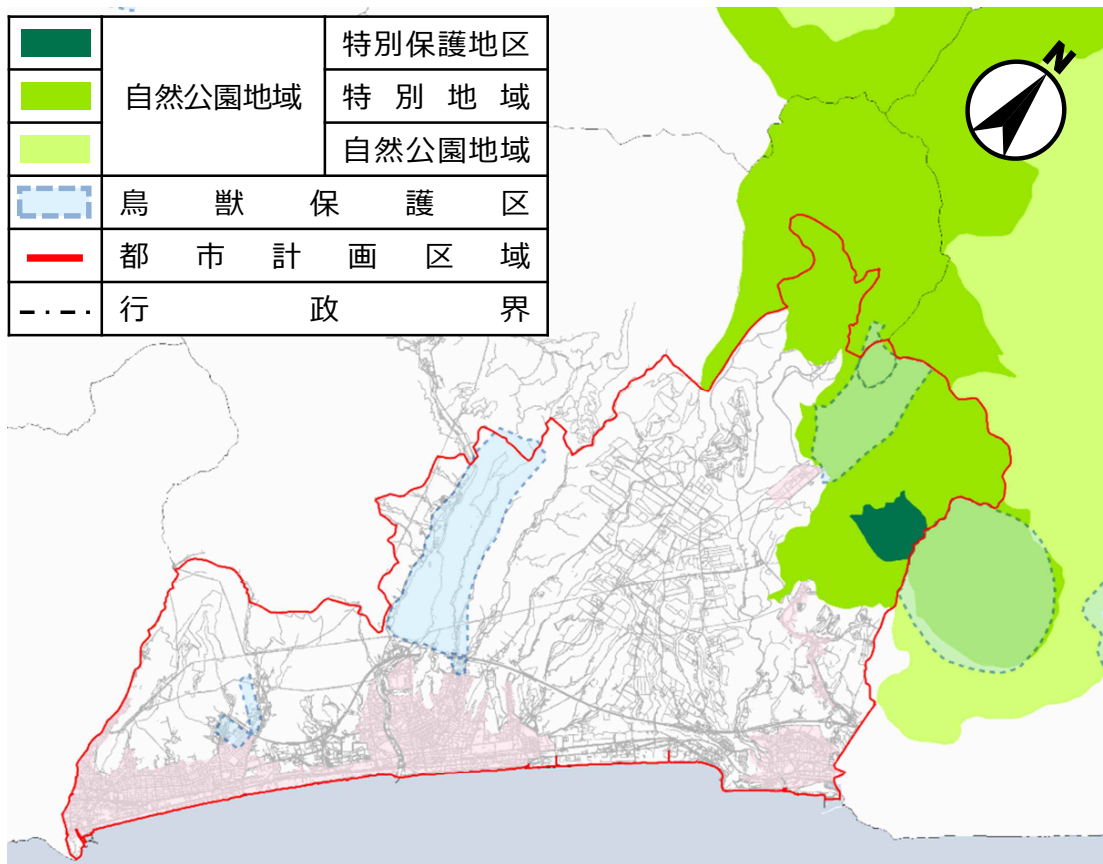 特別保護地区
自然公園地域
特別地域
自然公園地域
鳥獣保護区
都市計画区域
行政界
N